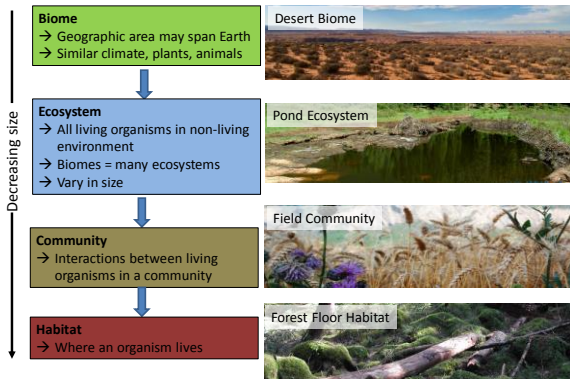 Decreasing size
Biome
→ Geographic area may span Earth
→ Similar climate, plants, animals
Desert Biome
Ecosystem
→ All living organisms in non-living
environment
→ Biomes = many ecosystems
→ Vary in size
Pond Ecosystem
Community
→ Interactions between living
organisms in a community
Field Community
Habitat
→ Where an organism lives
Forest Floor Habitat